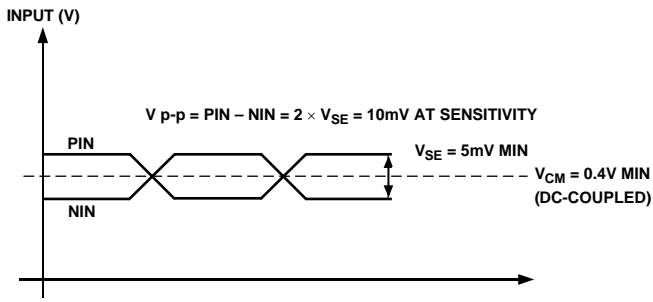 INPUT (V)
V p-p = PIN – NIN = 2 × VSE = 10mV AT SENSITIVITY
PIN
VSE = 5mV MIN
VCM = 0.4V MIN
(DC-COUPLED)
NIN